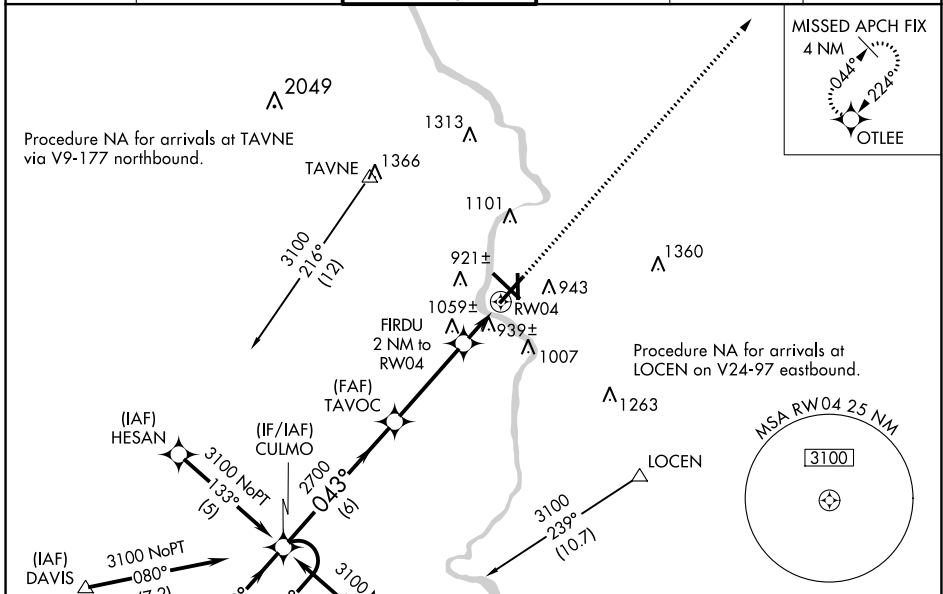 MISSED APCH FIX
4 NM
044°
224°
OTLEE
2049
1313
Procedure NA for arrivals at TAVNE
via V9-177 northbound.
TAVNE
1366
1101
3100
216°
(12)
921±
1360
943
RW04
1059±
939±
FIRDU
2 NM to
RW04
1007
Procedure NA for arrivals at
LOCEN on V24-97 eastbound.
(FAF)
TAVOC
1263
MSA RW04 25 NM
3100
(IAF)
HESAN
(IF/IAF)
CULMO
3100 NoPT
133°
(5)
2700
043°
(6)
LOCEN
3100
239°
(10.7)
(IAF)
DAVIS
3100 NoPT
080°
(7.2)
3100